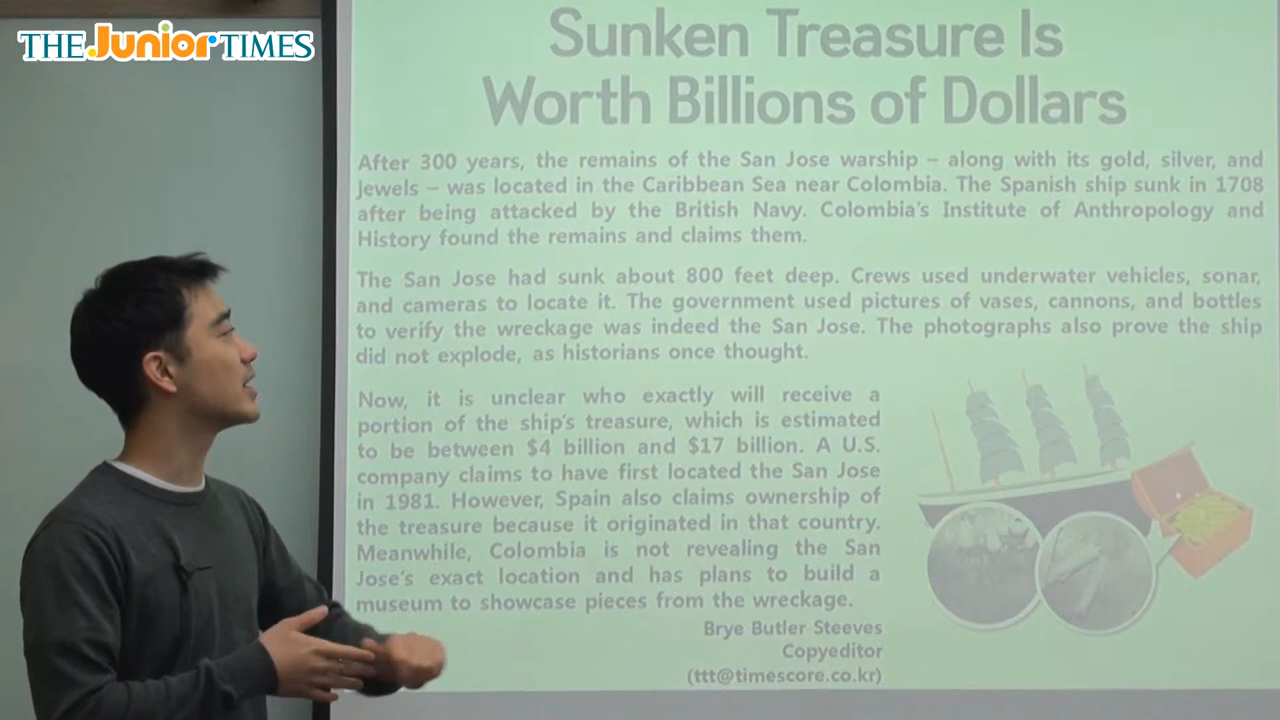 THE Junior TIMES
Sunken Treasure Is
Worth Billions of Dollars
After 300 years, the remains of the San Jose warship – along with its gold, silver, and
jewels – was located in the Caribbean Sea near Colombia. The Spanish ship sunk in 1708
after being attacked by the British Navy. Colombia's Institute of Anthropology and
History found the remains and claims them.
The San Jose had sunk about 800 feet deep. Crews used underwater vehicles, sonar,
and cameras to locate it. The government used pictures of vases, cannons, and bottles
to verify the wreckage was indeed the San Jose. The photographs also prove the ship
did not explode, as historians once thought.
Now, it is unclear who exactly will receive a
portion of the ship's treasure, which is estimated
to be between $4 billion and $17 billion. A U.S.
company claims to have first located the San Jose
in 1981. However, Spain also claims ownership of
the treasure because it originated in that country.
Meanwhile, Colombia is not revealing the San
Jose's exact location and has plans to build a
museum to showcase pieces from the wreckage.
Brye Butler Steeves
Copyeditor
(ttt@timescore.co.kr)